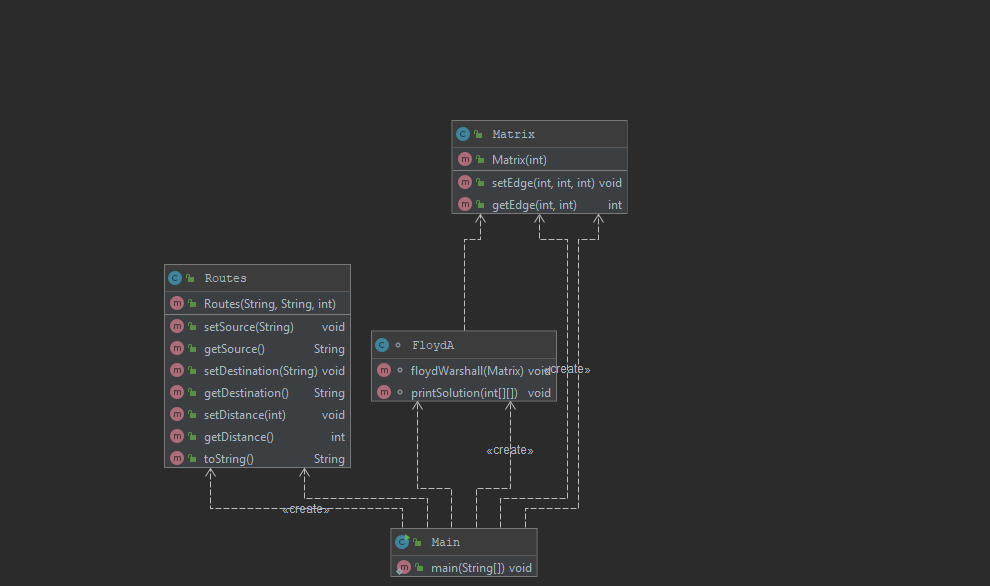 Matrix
Matrix(int)
setEdge(int, int, int) void
getEdge(int, int) int
Routes
Routes(String, String, int)
setSource(String) void
getSource() String
setDestination(String) void
getDestination() String
setDistance(int) void
getDistance() int
toString() String
FloydA
floydWarshall(Matrix) void
printSolution(int[][]) void
«create»
«create»
«create»
Main
main(String[]) void